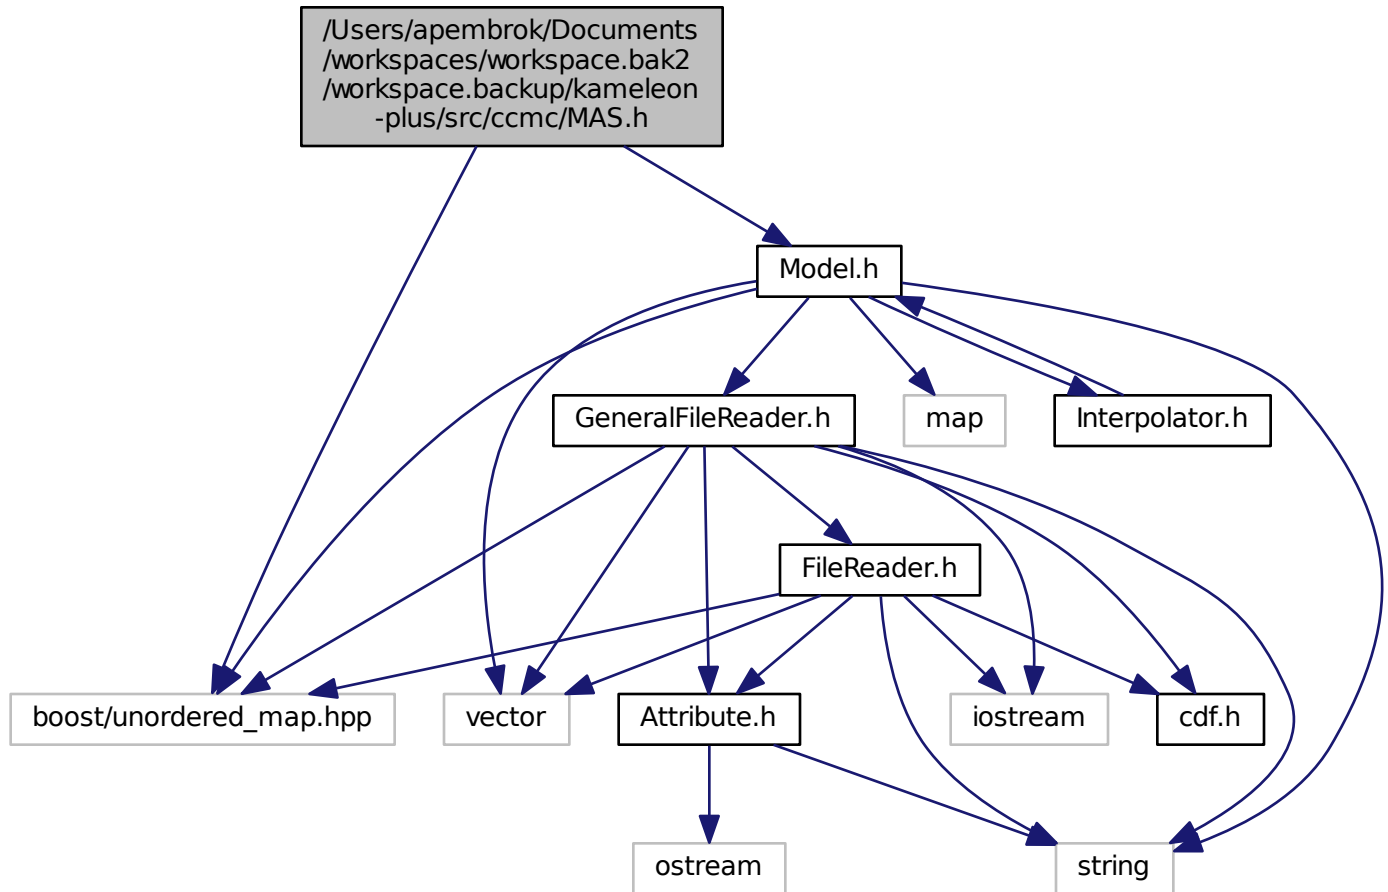 /Users/apembrok/Documents
/workspaces/workspace.bak2
/workspace.backup/kameleon
-plus/src/ccmc/MAS.h
Model.h
GeneralFileReader.h
map
Interpolator.h
FileReader.h
boost/unordered_map.hpp
vector
Attribute.h
iostream
cdf.h
ostream
string